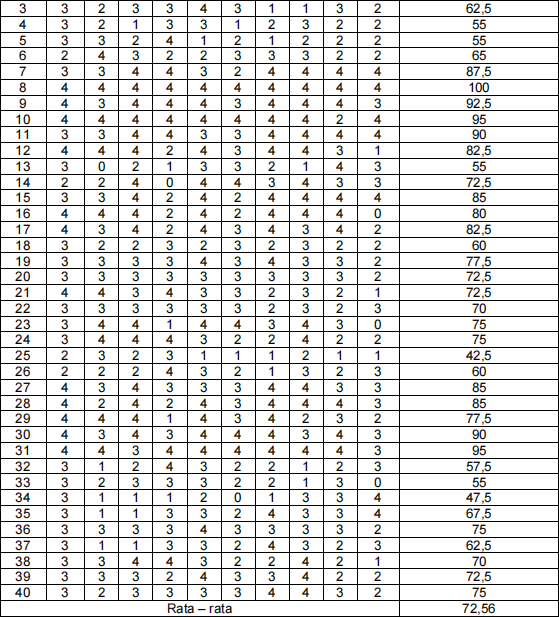 3 3 2 3 3 4 3 1 1 3 2 62,5
4 3 2 1 3 3 1 2 3 2 2 55
5 3 3 2 4 1 2 1 2 2 2 55
6 2 4 3 2 2 3 3 3 2 2 65
7 3 3 4 4 3 2 4 4 4 4 87,5
8 4 4 4 4 4 4 4 4 4 4 100
9 4 3 4 4 4 3 4 4 4 3 92,5
10 4 4 4 4 4 4 4 4 2 4 95
11 3 3 4 4 3 3 4 4 4 4 90
12 4 4 4 2 4 3 4 4 3 1 82,5
13 3 0 2 1 3 3 2 1 4 3 55
14 2 2 4 0 4 4 3 4 3 3 72,5
15 3 3 4 2 4 2 4 4 4 4 85
16 4 4 4 2 4 2 4 4 4 0 80
17 4 3 4 2 4 3 4 3 4 2 82,5
18 3 2 2 3 2 3 2 3 2 2 60
19 3 3 3 3 4 3 4 3 3 2 77,5
20 3 3 3 3 3 3 3 3 3 2 72,5
21 4 4 3 4 3 3 2 3 2 1 72,5
22 3 3 3 3 3 3 2 3 2 3 70
23 3 4 4 1 4 4 3 4 3 0 75
24 3 4 4 4 3 2 2 4 2 2 75
25 2 3 2 3 1 1 1 2 1 1 42,5
26 2 2 2 4 3 2 1 3 2 3 60
27 4 3 4 3 3 3 4 4 3 3 85
28 4 2 4 2 4 3 4 4 4 3 85
29 4 4 4 1 4 3 4 2 3 2 77,5
30 4 3 4 3 4 4 4 3 4 3 90
31 4 4 3 4 4 4 4 4 4 3 95
32 3 1 2 4 3 2 2 1 2 3 57,5
33 3 2 3 3 3 2 2 1 3 0 55
34 3 1 1 1 2 0 1 3 3 4 47,5
35 3 1 1 3 3 2 4 3 3 4 67,5
36 3 3 3 3 4 3 3 3 3 2 75
37 3 1 1 3 3 2 4 3 2 3 62,5
38 3 3 4 4 3 2 2 4 2 1 70
39 3 3 3 2 4 3 3 4 2 2 72,5
40 3 2 3 3 3 3 4 4 3 2 75
Rata – rata 72,56